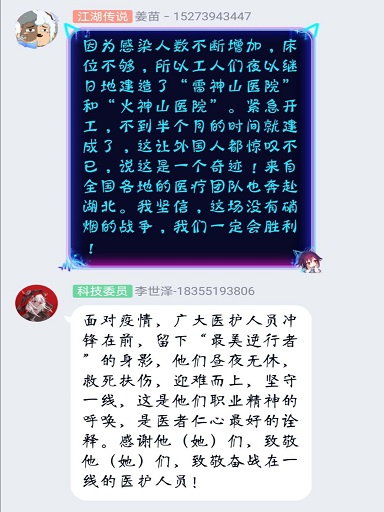 江湖传说 姜苗-15273943447
因为感染人数不断增加，床
位不够，所以工人们夜以继
日地建造了“雷神山医院”
和“火神山医院”。紧急开
工，不到半个月的时间就建
成了，这让外国人都惊叹不
已，说这是一个奇迹！来自
全国各地的医疗团队也奔赴
湖北。我坚信，这场没有硝
烟的战争，我们一定会胜利
！
科技委员 李世泽-18355193806
面对疫情，广大医护人员冲
锋在前，留下“最美逆行者
”的身影，他们昼夜无休，
救死扶伤，迎难而上，坚守
一线，这是他们职业精神的
呼唤，是医者仁心最好的诠
释。感谢他（她）们，致敬
他（她）们，致敬奋战在一
线的医护人员！